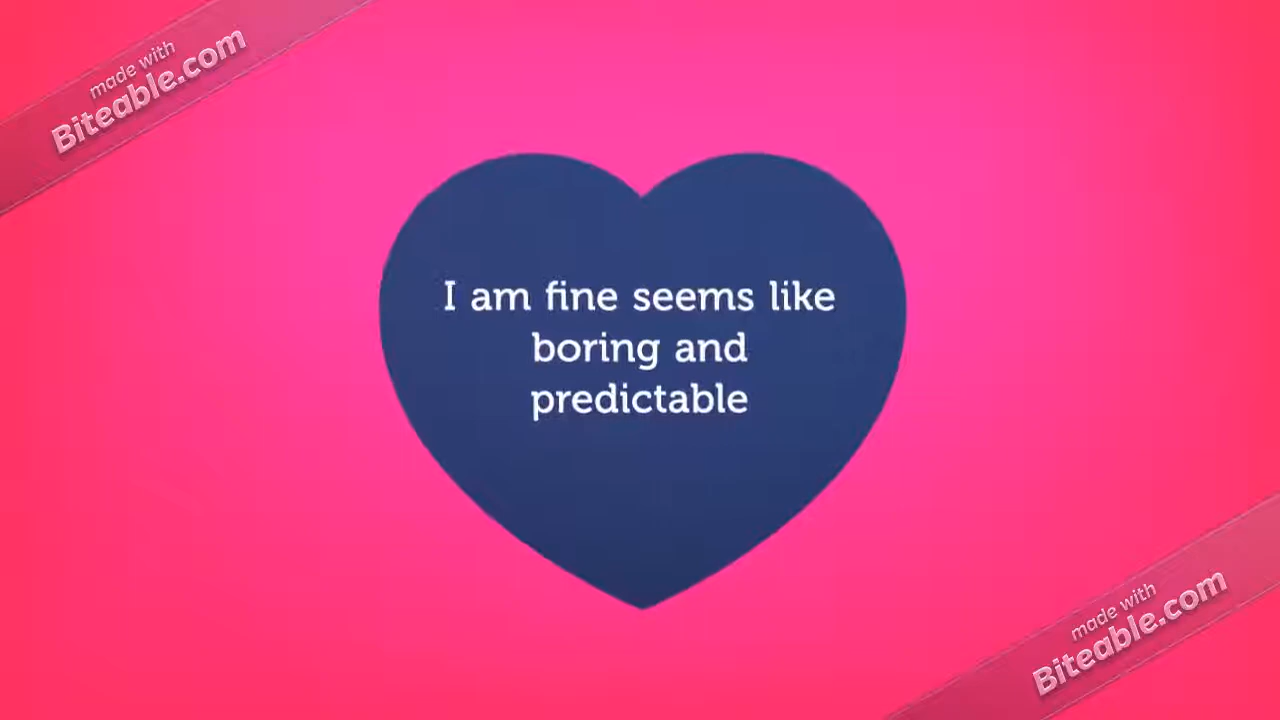 made with
Biteable.com
I am fine seems like
boring and
predictable
made with
Biteable.com